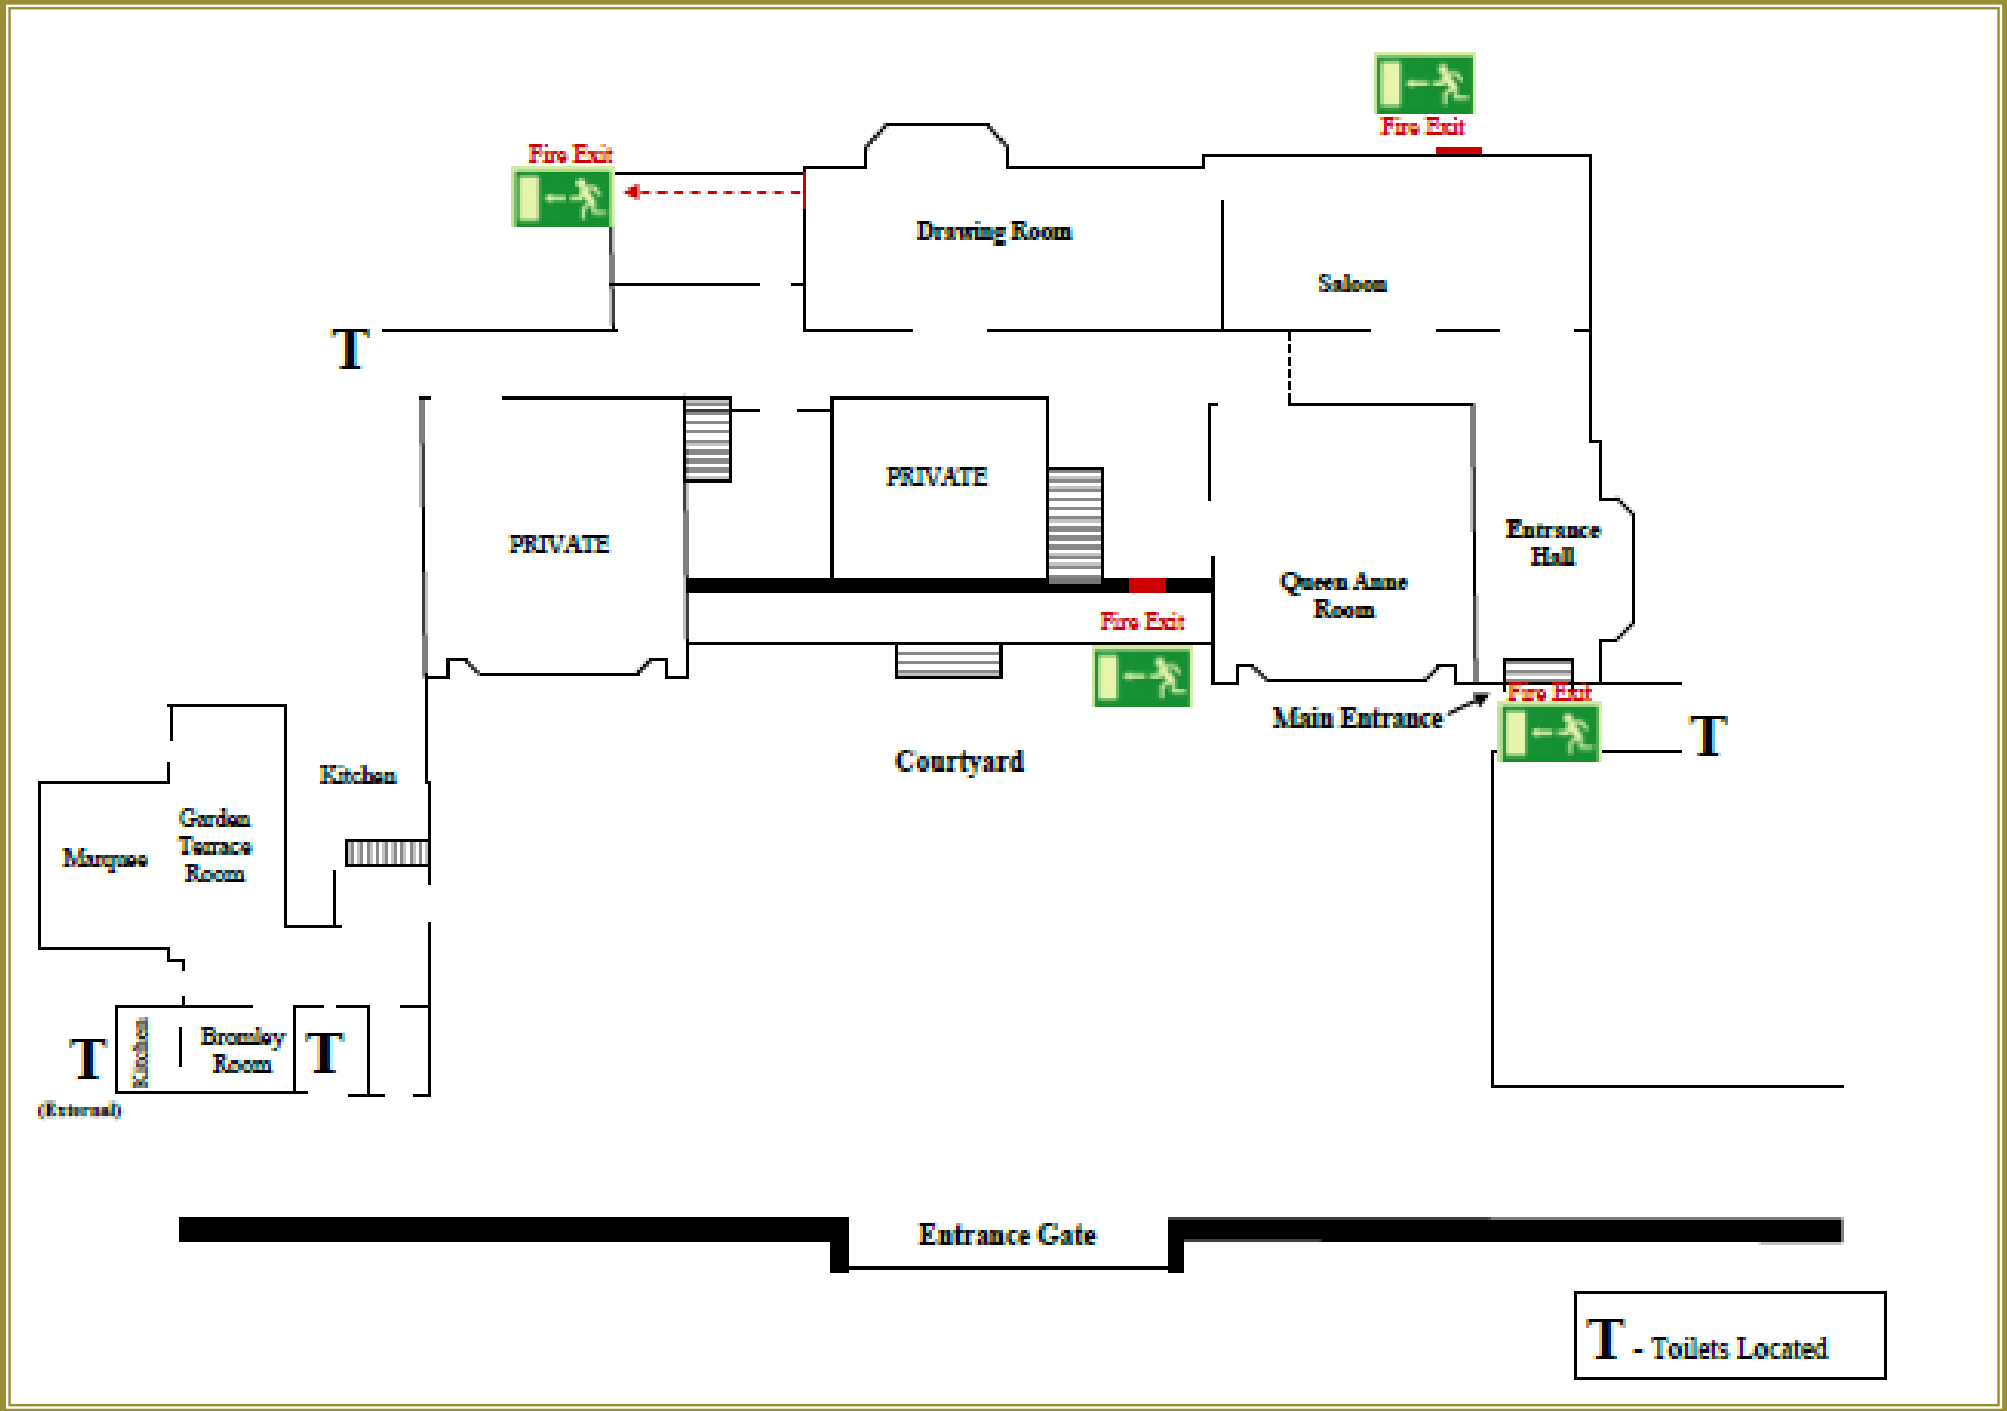 Fire Exit
Fire Exit
Drawing Room
Saloon
T
PRIVATE
PRIVATE
Entrance
Hall
Queen Anne
Room
Fire Exit
Fire Exit
Main Entrance
T
Courtyard
Kitchen
Garden
Terrace
Room
Marquee
Kitchen
Bromley
Room
T
T
(External)
Entrance Gate
T - Toilets Located